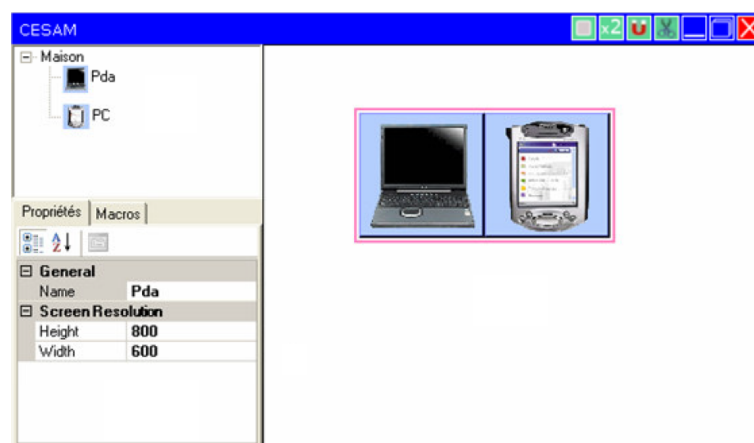 CESAM
x2
Maison
Pda
PC
Propriétés Macros
General
Name Pda
Screen Resolution
Height 800
Width 600